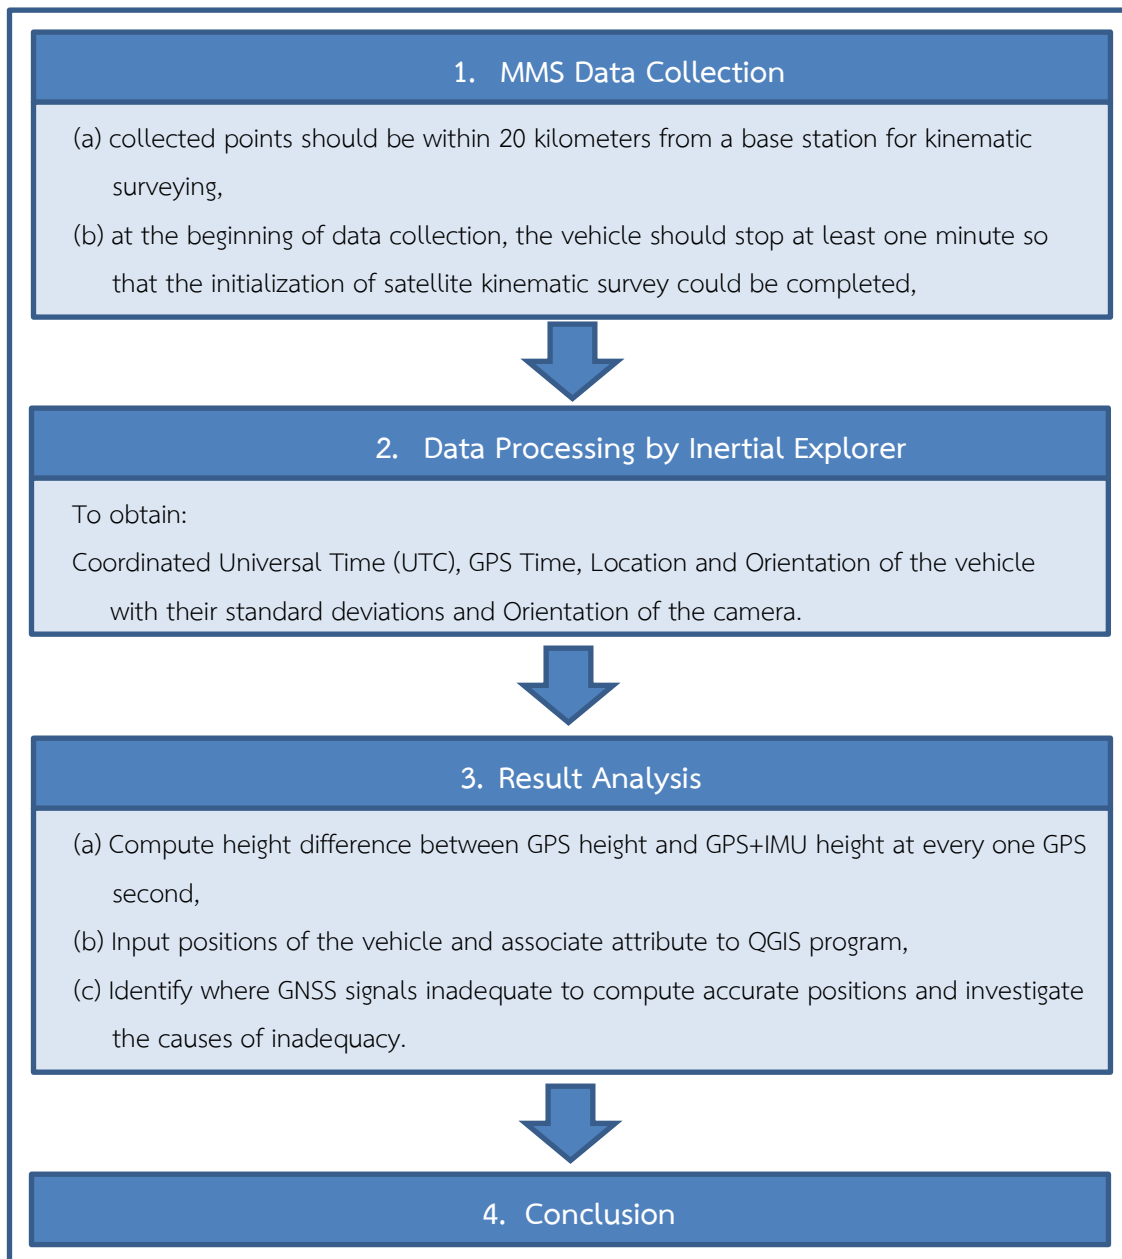 1. MMS Data Collection
(a) collected points should be within 20 kilometers from a base station for kinematic
surveying,
(b) at the beginning of data collection, the vehicle should stop at least one minute so
that the initialization of satellite kinematic survey could be completed,
2. Data Processing by Inertial Explorer
To obtain:
Coordinated Universal Time (UTC), GPS Time, Location and Orientation of the vehicle
with their standard deviations and Orientation of the camera.
3. Result Analysis
(a) Compute height difference between GPS height and GPS+IMU height at every one GPS
second,
(b) Input positions of the vehicle and associate attribute to QGIS program,
(c) Identify where GNSS signals inadequate to compute accurate positions and investigate
the causes of inadequacy.
4. Conclusion